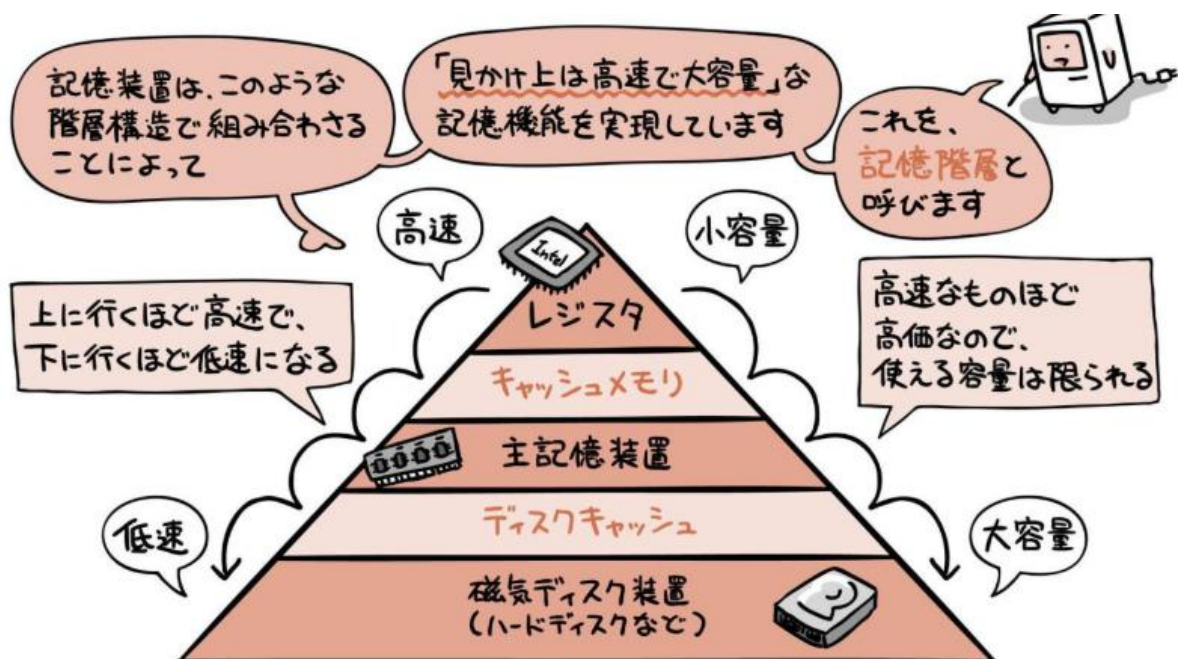 記憶装置は、このような
階層構造で組み合わさる
ことによって
「見かけ上は高速で大容量」な
記憶機能を実現しています
これを、
記憶階層と
呼びます
高速
小容量
上に行くほど高速で、
下に行くほど低速になる
高速なものほど
高価なので、
使える容量は限られる
Intel
レジスタ
キャッシュメモリ
主記憶装置
ディスクキャッシュ
磁気ディスク装置
(ハードディスクなど)
低速
大容量